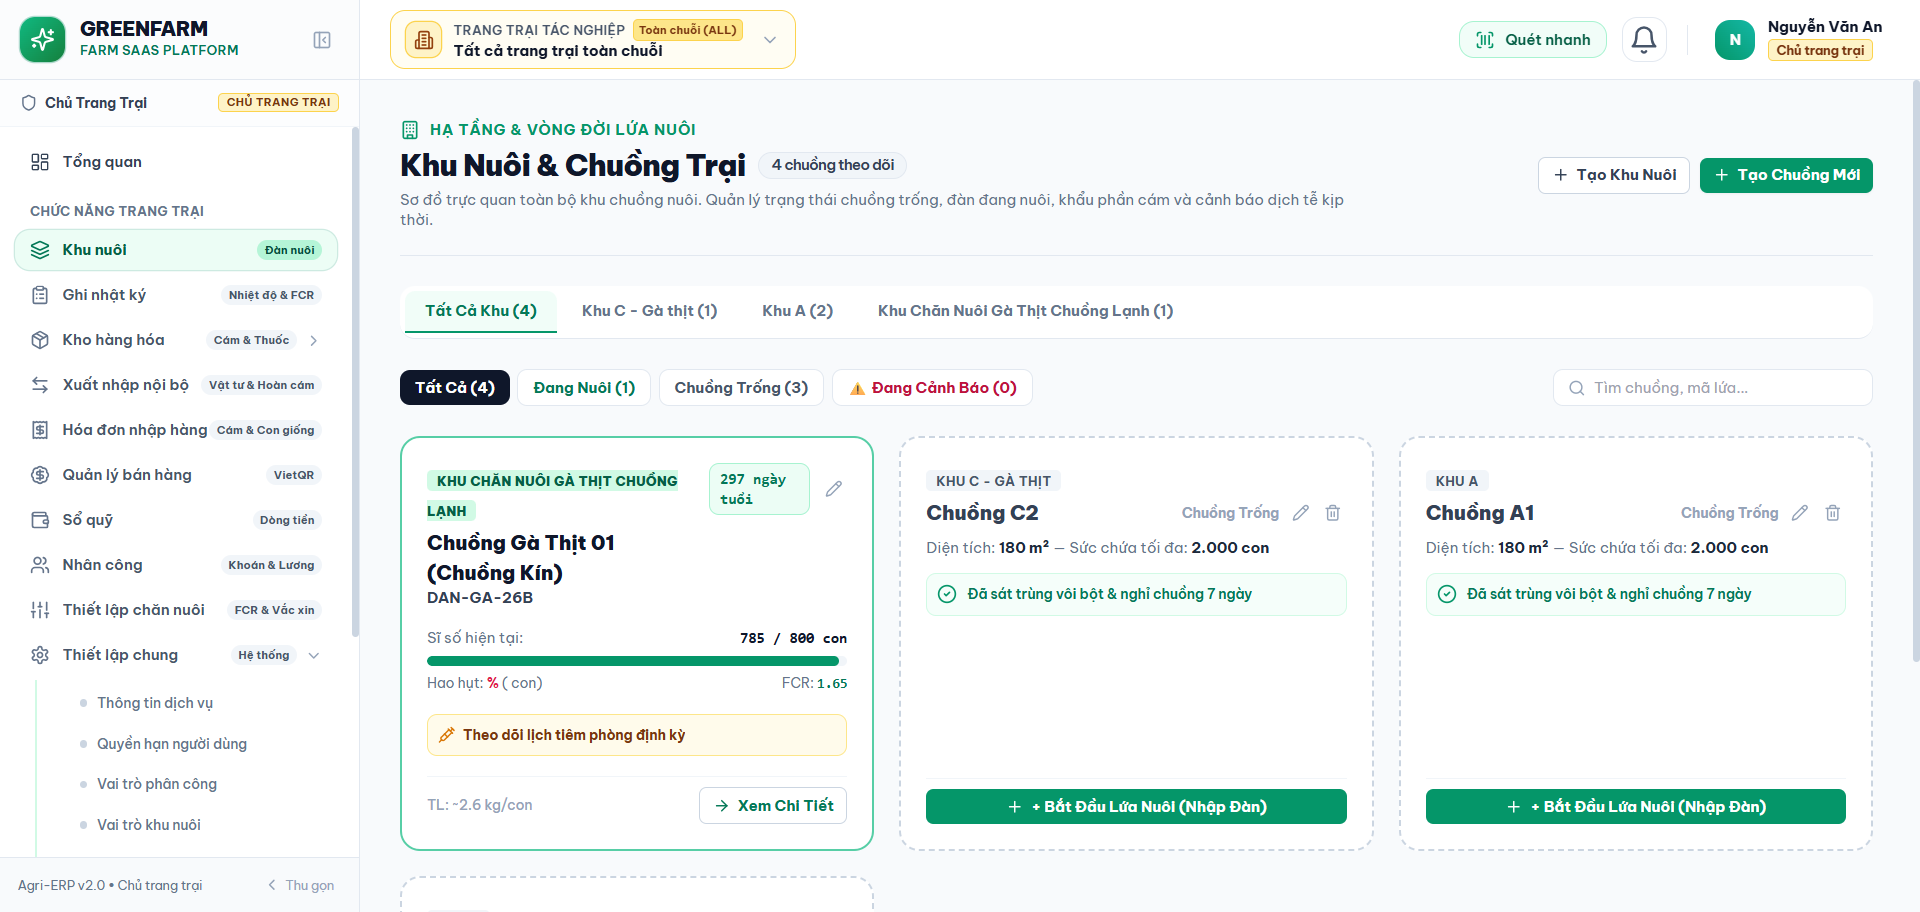 GREENFARM
FARM SAAS PLATFORM
TRANG TRẠI TÁC NGHIỆP Toàn chuỗi (ALL)
Tất cả trang trại toàn chuỗi
Quét nhanh
N
Nguyễn Văn An
Chủ trang trại
Chủ Trang Trại CHỦ TRANG TRẠI
Tổng quan
CHỨC NĂNG TRANG TRẠI
Khu nuôi Đàn nuôi
Ghi nhật ký Nhiệt độ & FCR
Kho hàng hóa Cám & Thuốc
Xuất nhập nội bộ Vật tư & Hoàn cám
Hóa đơn nhập hàng Cám & Con giống
Quản lý bán hàng VietQR
Sổ quỹ Dòng tiền
Nhân công Khoán & Lương
Thiết lập chăn nuôi FCR & Vắc xin
Thiết lập chung Hệ thống
Thông tin dịch vụ
Quyền hạn người dùng
Vai trò phân công
Vai trò khu nuôi
Agri-ERP v2.0 • Chủ trang trại Thu gọn
HẠ TẦNG & VÒNG ĐỜI LỨA NUÔI
Khu Nuôi & Chuồng Trại 4 chuồng theo dõi
Sơ đồ trực quan toàn bộ khu chuồng nuôi. Quản lý trạng thái chuồng trống, đàn đang nuôi, khẩu phần cám và cảnh báo dịch tễ kịp
thời.
Tạo Khu Nuôi
Tạo Chuồng Mới
Tất Cả Khu (4) Khu C - Gà thịt (1) Khu A (2) Khu Chăn Nuôi Gà Thịt Chuồng Lạnh (1)
Tất Cả (4) Đang Nuôi (1) Chuồng Trống (3) Đang Cảnh Báo (0) Tìm chuồng, mã lứa...
KHU CHĂN NUÔI GÀ THỊT CHUỒNG
LẠNH
297 ngày
tuổi
Chuồng Gà Thịt 01
(Chuồng Kín)
DAN-GA-26B
Sĩ số hiện tại: 785 / 800 con
Hao hụt: % ( con) FCR: 1.65
Theo dõi lịch tiêm phòng định kỳ
TL: ~2.6 kg/con Xem Chi Tiết
KHU C - GÀ THỊT
Chuồng C2 Chuồng Trống
Diện tích: 180 m² — Sức chứa tối đa: 2.000 con
Đã sát trùng vôi bột & nghỉ chuồng 7 ngày
+ Bắt Đầu Lứa Nuôi (Nhập Đàn)
KHU A
Chuồng A1 Chuồng Trống
Diện tích: 180 m² — Sức chứa tối đa: 2.000 con
Đã sát trùng vôi bột & nghỉ chuồng 7 ngày
+ Bắt Đầu Lứa Nuôi (Nhập Đàn)